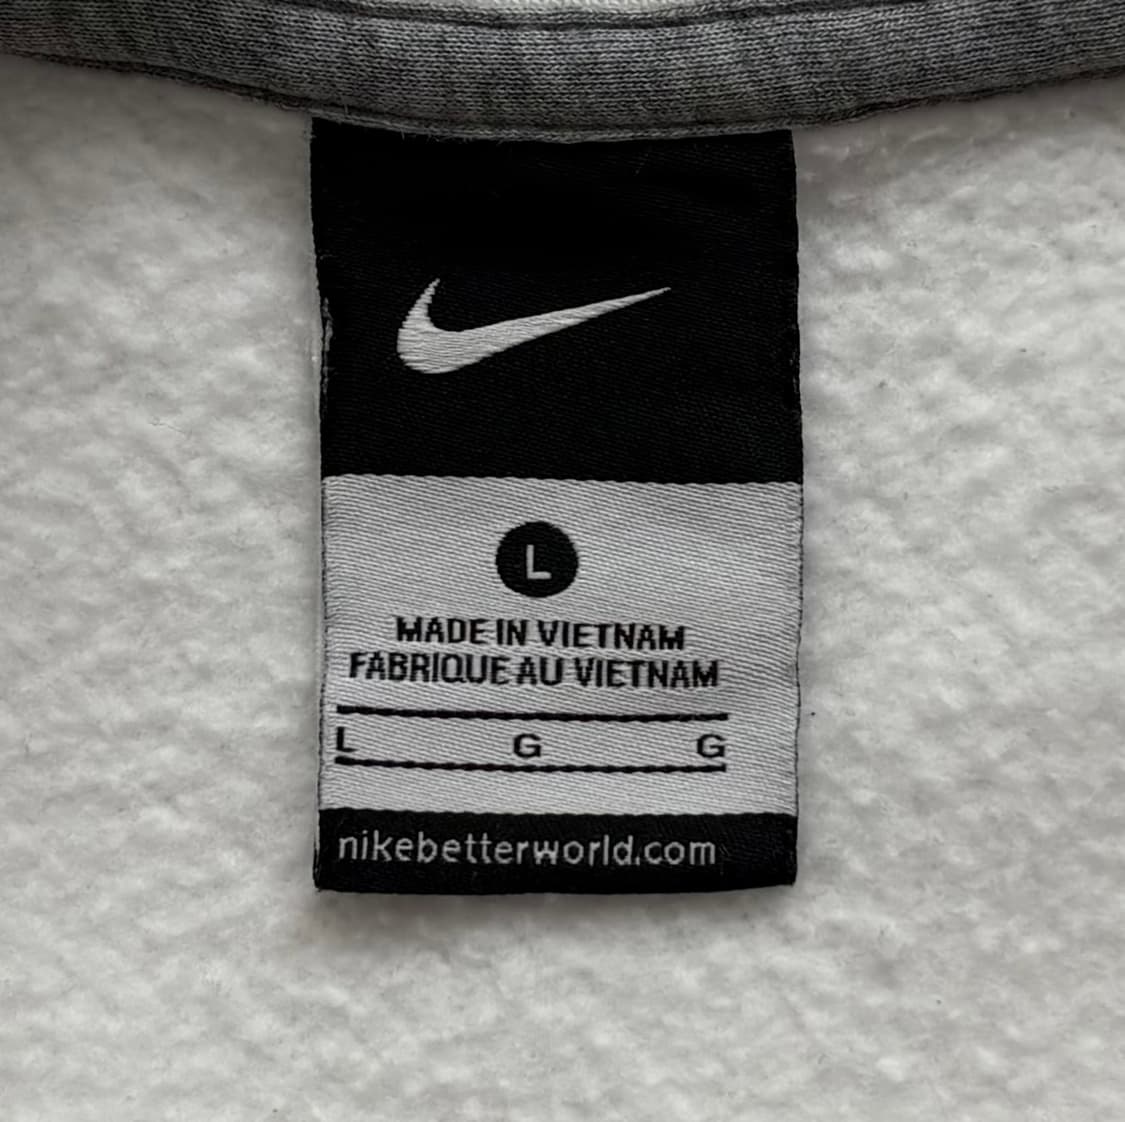 L
MADE IN VIETNAM
FABRIQUE AU VIETNAM
L G G
nikebetterworld.com